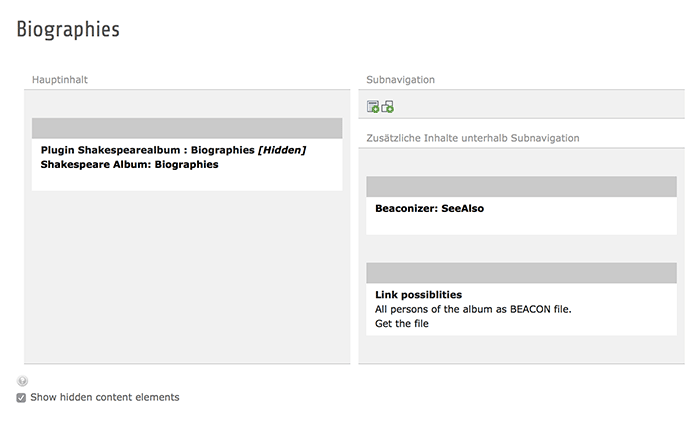 Biographies
Hauptinhalt
Plugin Shakespearealbum : Biographies [Hidden]
Shakespeare Album: Biographies
Subnavigation
Zusätzliche Inhalte unterhalb Subnavigation
Beaconizer: SeeAlso
Link possiblities
All persons of the album as BEACON file.
Get the file
Show hidden content elements